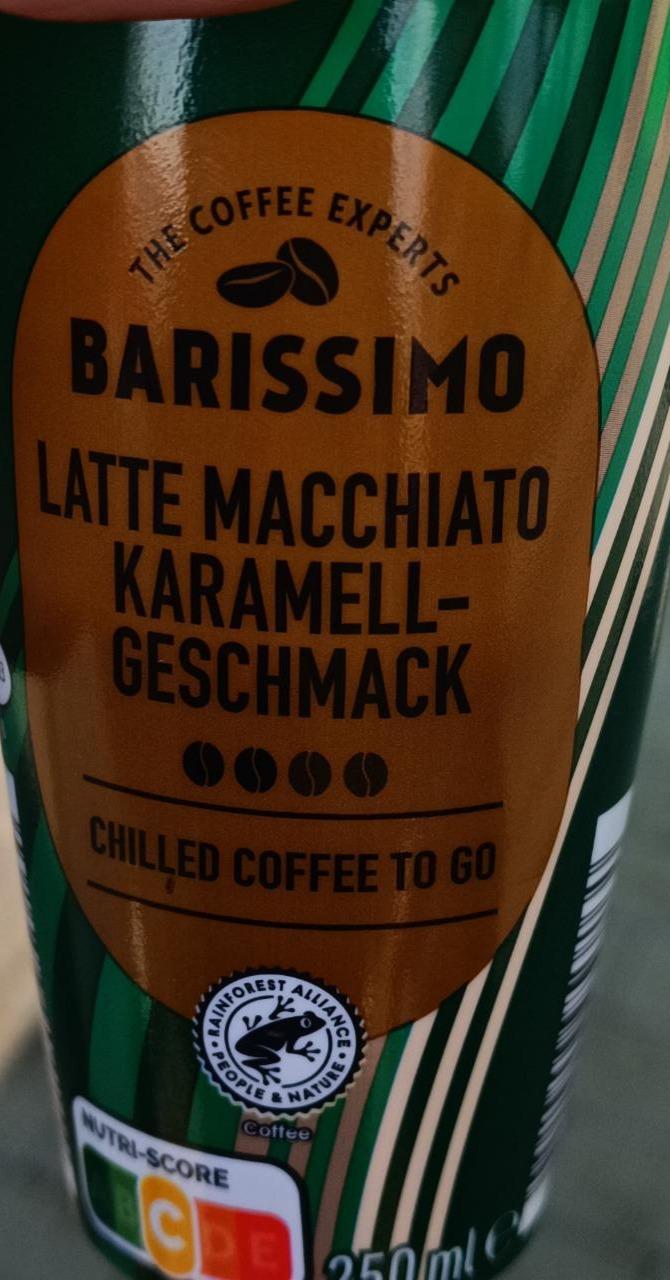 THE COFFEE EXPERTS
BARISSIMO
LATTE MACCHIATO
KARAMELL-
GESCHMACK
CHILLED COFFEE TO GO
RAINFOREST ALLIANCE
PEOPLE & NATURE
Coffee
NUTRI-SCORE
B C D E
250 ml e